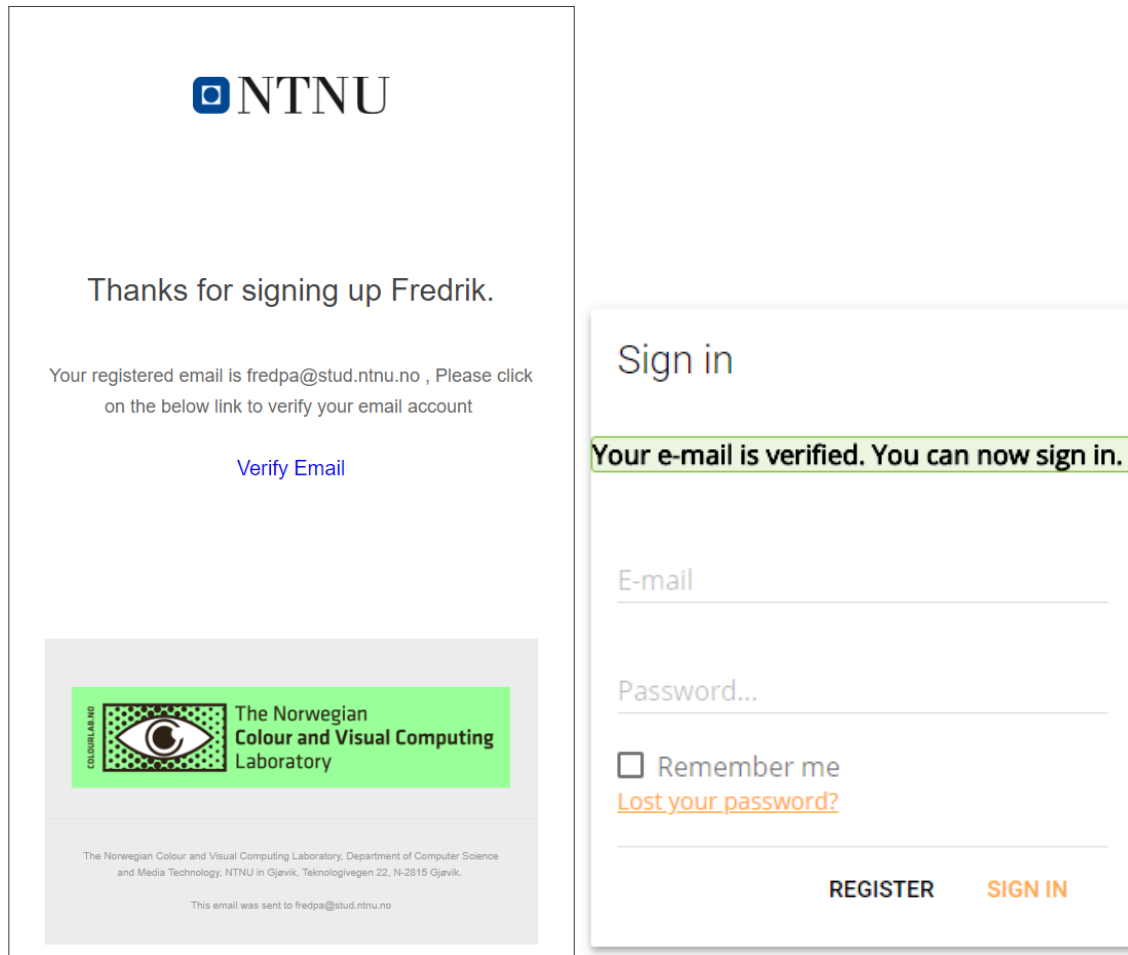 NTNU
Thanks for signing up Fredrik.
Your registered email is fredpa@stud.ntnu.no , Please click
on the below link to verify your email account
Verify Email
COLOURLAB.NO
The Norwegian
Colour and Visual Computing
Laboratory
The Norwegian Colour and Visual Computing Laboratory, Department of Computer Science
and Media Technology, NTNU in Gjøvik, Teknologivegen 22, N-2815 Gjøvik.
This email was sent to fredpa@stud.ntnu.no
Sign in
Your e-mail is verified. You can now sign in.
E-mail
Password...
Remember me
Lost your password?
REGISTER SIGN IN